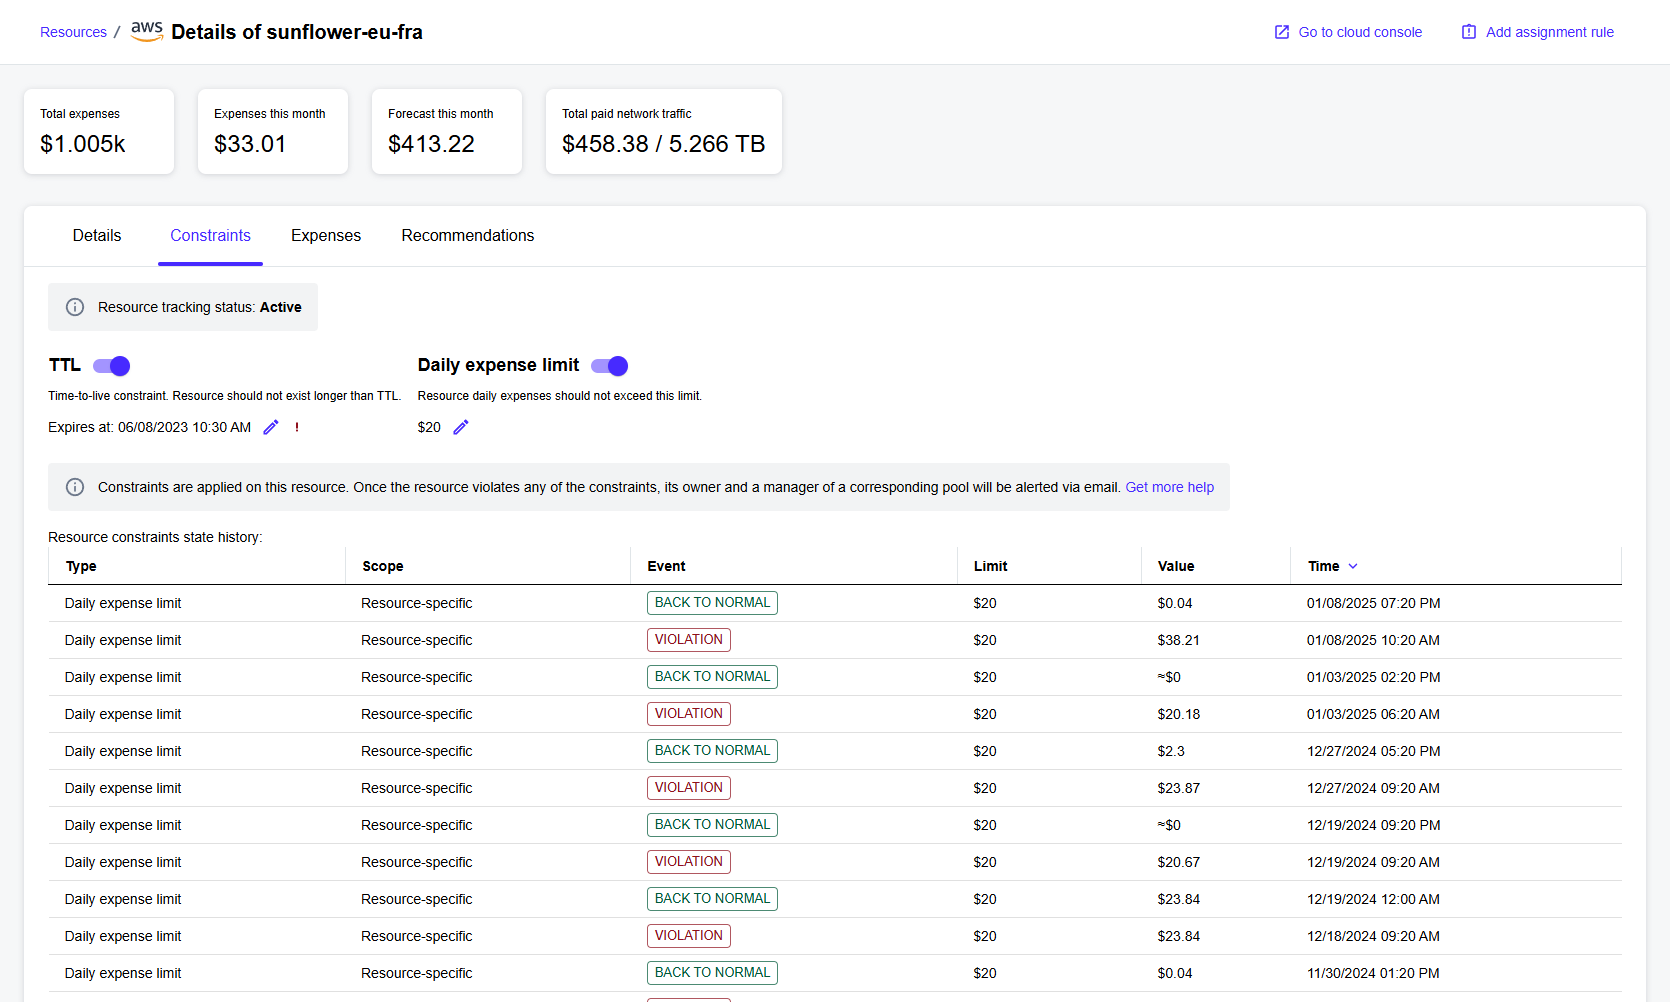 Resources / aws Details of sunflower-eu-fra
Go to cloud console
Add assignment rule
Total expenses
$1.005k
Expenses this month
$33.01
Forecast this month
$413.22
Total paid network traffic
$458.38 / 5.266 TB
Details Constraints Expenses Recommendations
Resource tracking status: Active
TTL
Time-to-live constraint. Resource should not exist longer than TTL.
Expires at: 06/08/2023 10:30 AM !
Daily expense limit
Resource daily expenses should not exceed this limit.
$20
Constraints are applied on this resource. Once the resource violates any of the constraints, its owner and a manager of a corresponding pool will be alerted via email. Get more help
Resource constraints state history:
Type Scope Event Limit Value Time
Daily expense limit Resource-specific BACK TO NORMAL $20 $0.04 01/08/2025 07:20 PM
Daily expense limit Resource-specific VIOLATION $20 $38.21 01/08/2025 10:20 AM
Daily expense limit Resource-specific BACK TO NORMAL $20 ≈$0 01/03/2025 02:20 PM
Daily expense limit Resource-specific VIOLATION $20 $20.18 01/03/2025 06:20 AM
Daily expense limit Resource-specific BACK TO NORMAL $20 $2.3 12/27/2024 05:20 PM
Daily expense limit Resource-specific VIOLATION $20 $23.87 12/27/2024 09:20 AM
Daily expense limit Resource-specific BACK TO NORMAL $20 ≈$0 12/19/2024 09:20 PM
Daily expense limit Resource-specific VIOLATION $20 $20.67 12/19/2024 09:20 AM
Daily expense limit Resource-specific BACK TO NORMAL $20 $23.84 12/19/2024 12:00 AM
Daily expense limit Resource-specific VIOLATION $20 $23.84 12/18/2024 09:20 AM
Daily expense limit Resource-specific BACK TO NORMAL $20 $0.04 11/30/2024 01:20 PM